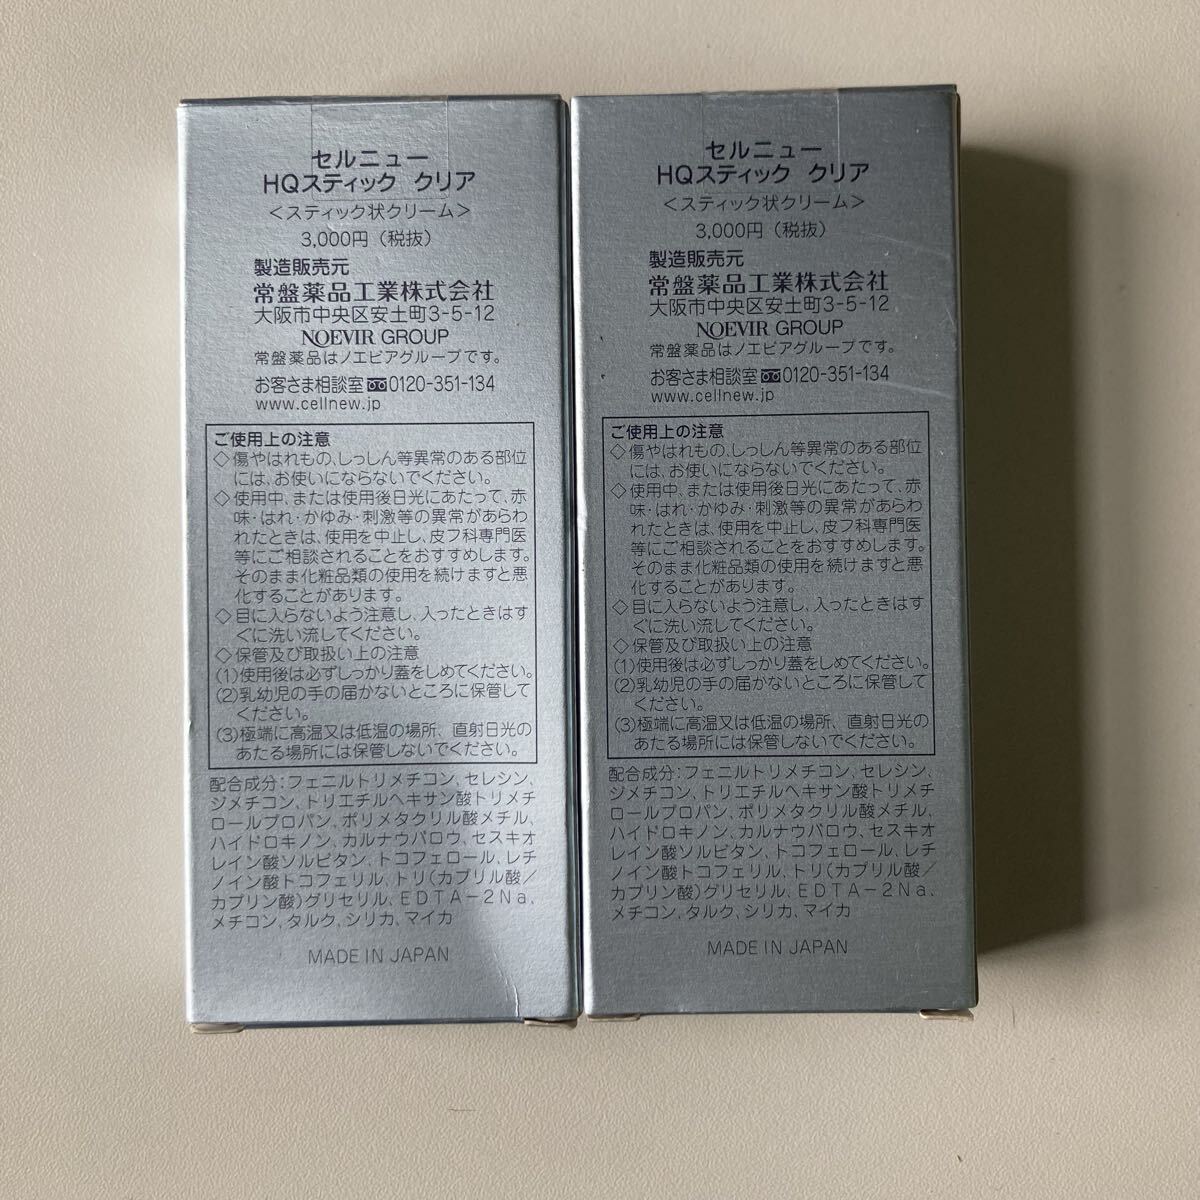 セルニュー
HQスティック クリア
＜スティック状クリーム＞
3,000円（税抜）
製造販売元
常盤薬品工業株式会社
大阪市中央区安土町3-5-12
NOEVIR GROUP
常盤薬品はノエビアグループです。
お客さま相談室 0120-351-134
www.cellnew.jp
ご使用上の注意
◇傷やはれもの、しっしん等異常のある部位
には、お使いにならないでください。
◇使用中、または使用後日光にあたって、赤
味・はれ・かゆみ・刺激等の異常があらわ
れたときは、使用を中止し、皮フ科専門医
等にご相談されることをおすすめします。
そのまま化粧品類の使用を続けますと悪
化することがあります。
◇目に入らないよう注意し、入ったときはす
ぐに洗い流してください。
◇保管及び取扱い上の注意
(1)使用後は必ずしっかり蓋をしめてください。
(2)乳幼児の手の届かないところに保管して
ください。
(3)極端に高温又は低温の場所、直射日光の
あたる場所には保管しないでください。
配合成分：フェニルトリメチコン、セレシン、
ジメチコン、トリエチルヘキサン酸トリメチ
ロールプロパン、ポリメタクリル酸メチル、
ハイドロキノン、カルナウバロウ、セスキオ
レイン酸ソルビタン、トコフェロール、レチ
ノイン酸トコフェリル、トリ（カプリル酸／
カプリン酸）グリセリル、EDTA-2Na、
メチコン、タルク、シリカ、マイカ
MADE IN JAPAN
セルニュー
HQスティック クリア
＜スティック状クリーム＞
3,000円（税抜）
製造販売元
常盤薬品工業株式会社
大阪市中央区安土町3-5-12
NOEVIR GROUP
常盤薬品はノエビアグループです。
お客さま相談室 0120-351-134
www.cellnew.jp
ご使用上の注意
◇傷やはれもの、しっしん等異常のある部位
には、お使いにならないでください。
◇使用中、または使用後日光にあたって、赤
味・はれ・かゆみ・刺激等の異常があらわ
れたときは、使用を中止し、皮フ科専門医
等にご相談されることをおすすめします。
そのまま化粧品類の使用を続けますと悪
化することがあります。
◇目に入らないよう注意し、入ったときはす
ぐに洗い流してください。
◇保管及び取扱い上の注意
(1)使用後は必ずしっかり蓋をしめてください。
(2)乳幼児の手の届かないところに保管して
ください。
(3)極端に高温又は低温の場所、直射日光の
あたる場所には保管しないでください。
配合成分：フェニルトリメチコン、セレシン、
ジメチコン、トリエチルヘキサン酸トリメチ
ロールプロパン、ポリメタクリル酸メチル、
ハイドロキノン、カルナウバロウ、セスキオ
レイン酸ソルビタン、トコフェロール、レチ
ノイン酸トコフェリル、トリ（カプリル酸／
カプリン酸）グリセリル、EDTA-2Na、
メチコン、タルク、シリカ、マイカ
MADE IN JAPAN